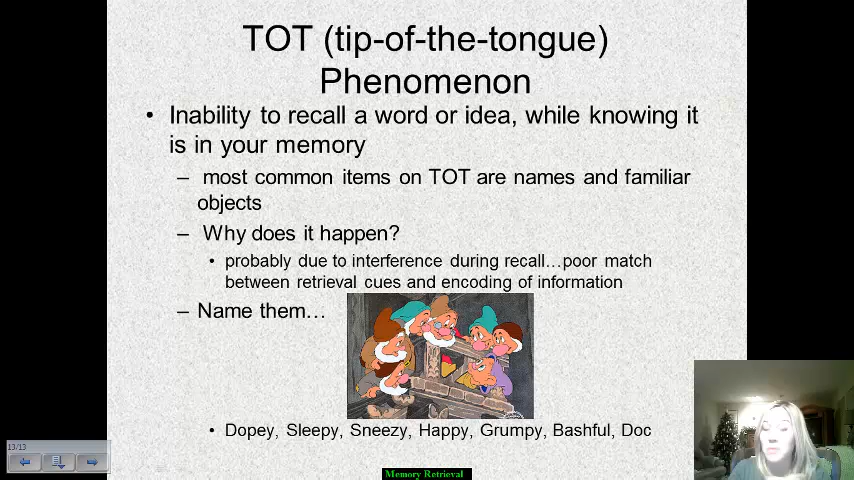 TOT (tip-of-the-tongue)
Phenomenon
• Inability to recall a word or idea, while knowing it
is in your memory
– most common items on TOT are names and familiar
objects
– Why does it happen?
• probably due to interference during recall…poor match
between retrieval cues and encoding of information
– Name them…
• Dopey, Sleepy, Sneezy, Happy, Grumpy, Bashful, Doc
13/13
Memory Retrieval